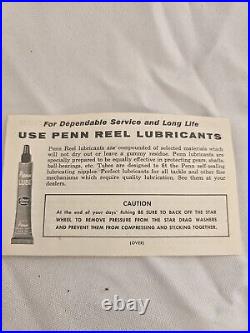 For Dependable Service and Long Life
USE PENN REEL LUBRICANTS
Penn Reel lubricants are compounded of selected materials which
will not dry out or leave a gummy residue. Penn lubricants are
specially prepared to be equally effective in protecting gears, shafts,
ball-bearings, etc. Tubes are designed to fit the Penn self-sealing
lubricating nipples. Perfect lubricants for all tackle and other fine
mechanisms which require quality lubrication. See them at your
dealers.
PENN
LUBE
CAUTION
At the end of your days' fishing BE SURE TO BACK OFF THE STAR
WHEEL TO REMOVE PRESSURE FROM THE STAR DRAG WASHERS
AND PREVENT THEM FROM COMPRESSING AND STICKING TOGETHER.
(OVER)